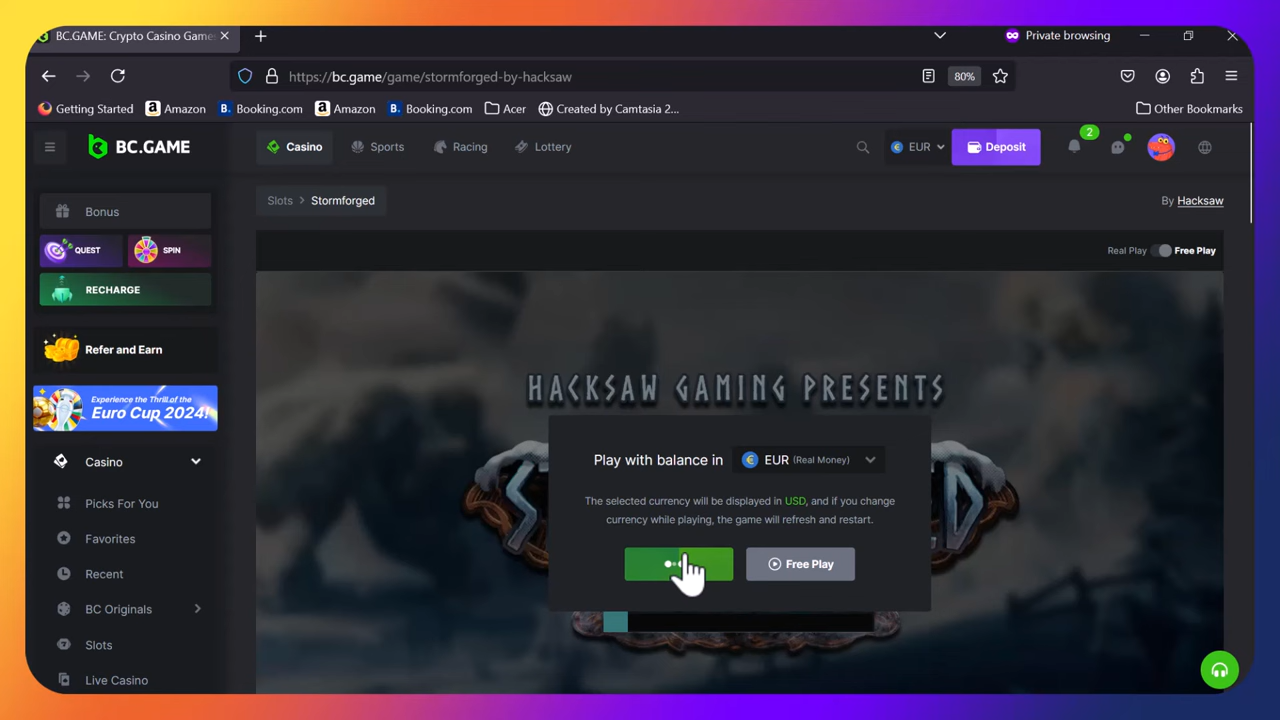 BC.GAME: Crypto Casino Games
Private browsing
https://bc.game/game/stormforged-by-hacksaw
80%
Getting Started
Amazon
Booking.com
Amazon
Booking.com
Acer
Created by Camtasia 2...
Other Bookmarks
BC.GAME
Casino
Sports
Racing
Lottery
EUR
Deposit
2
Bonus
QUEST
SPIN
RECHARGE
Refer and Earn
Experience the Thrill of the
Euro Cup 2024!
Casino
Picks For You
Favorites
Recent
BC Originals
Slots
Live Casino
Slots > Stormforged
By Hacksaw
Real Play
Free Play
HACKSAW GAMING PRESENTS
Play with balance in
EUR (Real Money)
The selected currency will be displayed in USD, and if you change
currency while playing, the game will refresh and restart.
Free Play